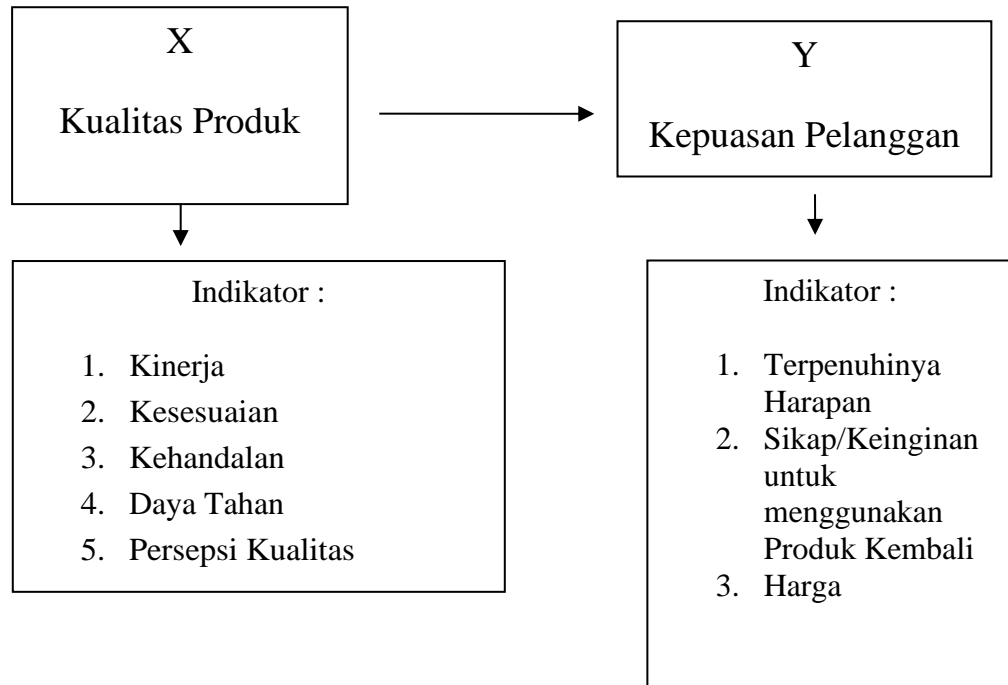 X
Kualitas Produk
Y
Kepuasan Pelanggan
Indikator :
1. Kinerja
2. Kesesuaian
3. Kehandalan
4. Daya Tahan
5. Persepsi Kualitas
Indikator :
1. Terpenuhinya
Harapan
2. Sikap/Keinginan
untuk
menggunakan
Produk Kembali
3. Harga